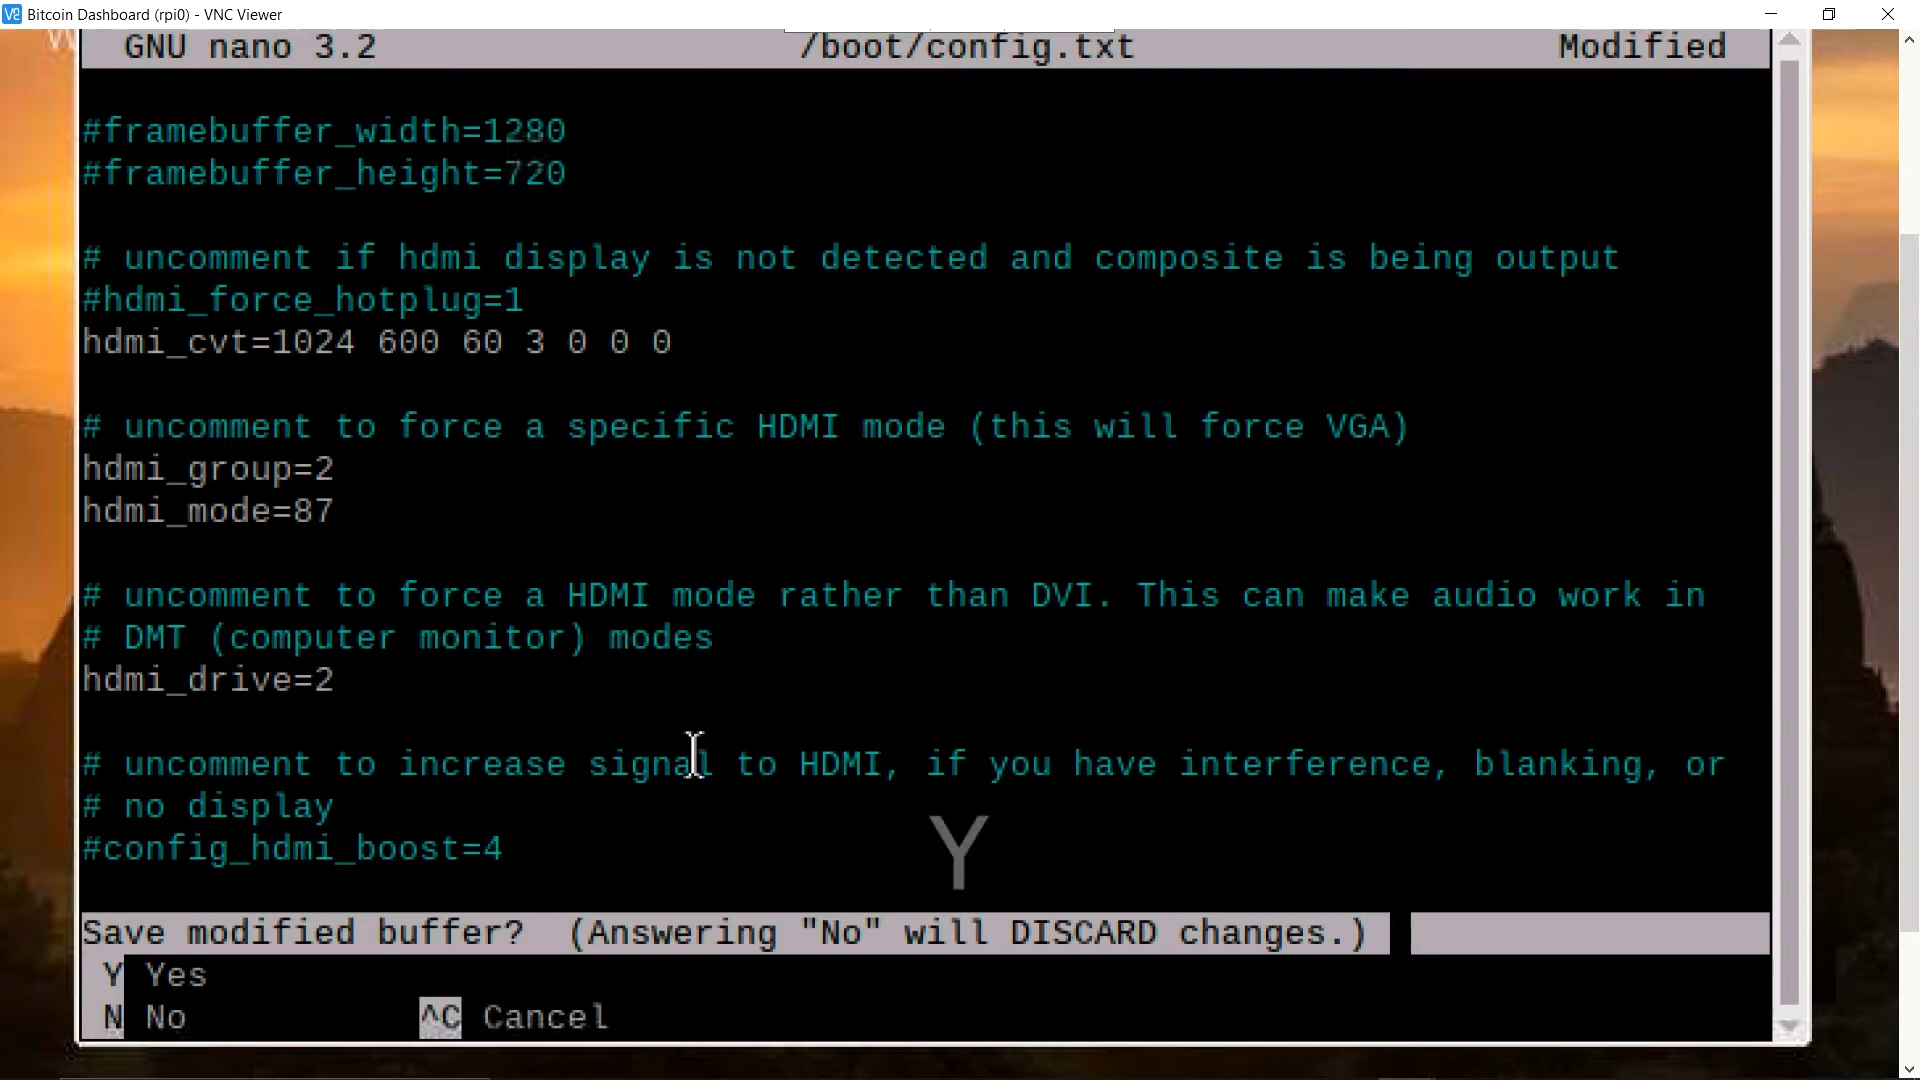 Bitcoin Dashboard (rpi0) - VNC Viewer
GNU nano 3.2 /boot/config.txt Modified
#framebuffer_width=1280
#framebuffer_height=720
# uncomment if hdmi display is not detected and composite is being output
#hdmi_force_hotplug=1
hdmi_cvt=1024 600 60 3 0 0 0
# uncomment to force a specific HDMI mode (this will force VGA)
hdmi_group=2
hdmi_mode=87
# uncomment to force a HDMI mode rather than DVI. This can make audio work in
# DMT (computer monitor) modes
hdmi_drive=2
# uncomment to increase signal to HDMI, if you have interference, blanking, or
# no display
#config_hdmi_boost=4
Y
Save modified buffer? (Answering "No" will DISCARD changes.)
Y Yes
N No ^C Cancel